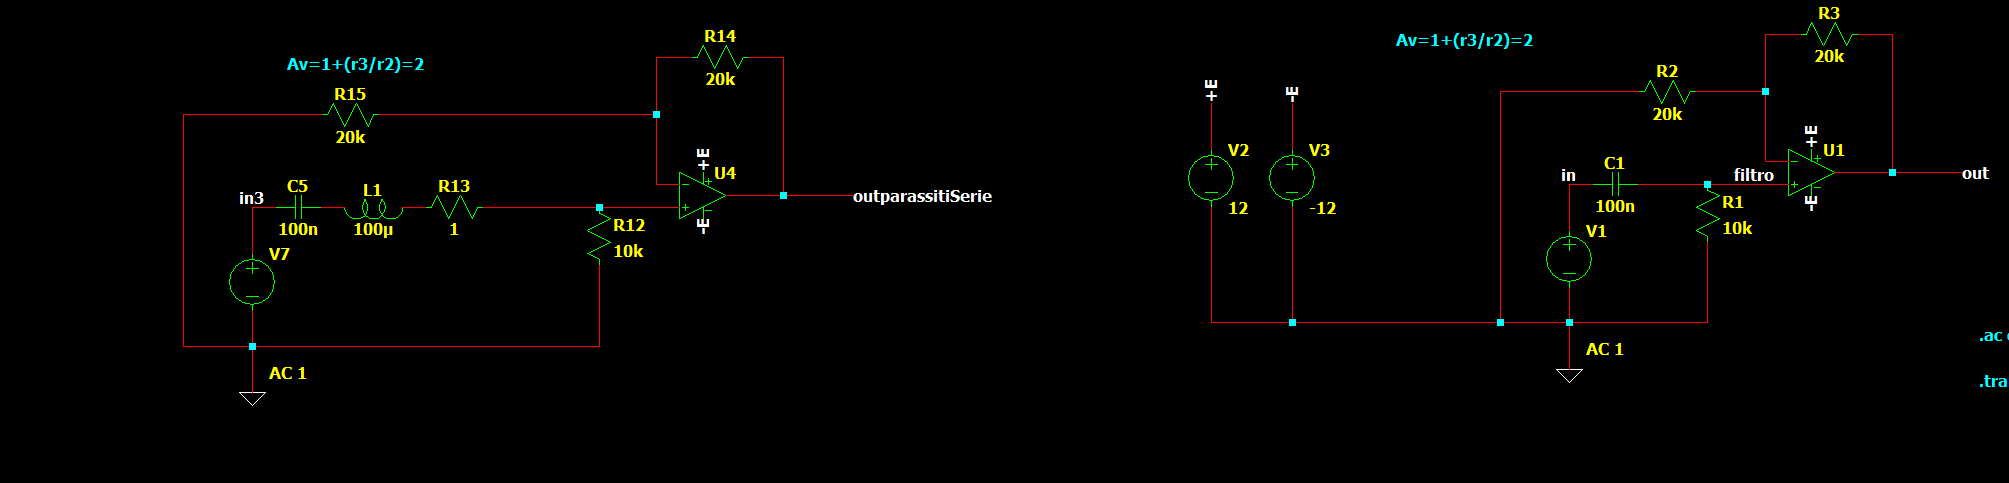 Av=1+(r3/r2)=2
R14
20k
R15
20k
+E
-E
U4
in3
C5
100n
L1
100µ
R13
1
outparassitiSerie
R12
10k
V7
AC 1
Av=1+(r3/r2)=2
R3
20k
R2
20k
+E
-E
V2
12
V3
-12
+E
-E
U1
in
C1
100n
filtro
out
R1
10k
V1
AC 1
.ac
.tra